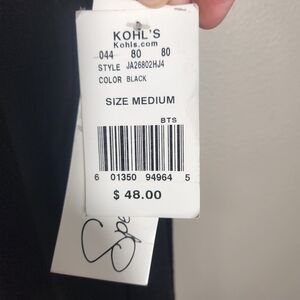 KOHL'S
Kohls.com
044 80 80
STYLE JA26802HJ4
COLOR BLACK
SIZE MEDIUM
BTS
6 01350 94964 5
$ 48.00